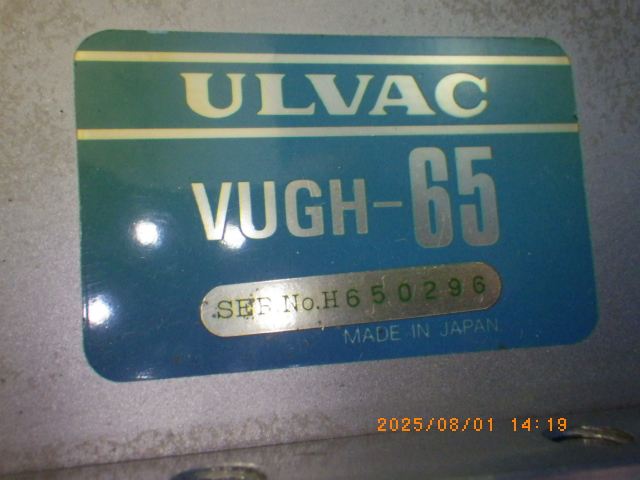 ULVAC
VUGH-65
SER.No.H650296
MADE IN JAPAN
2025/08/01 14:19